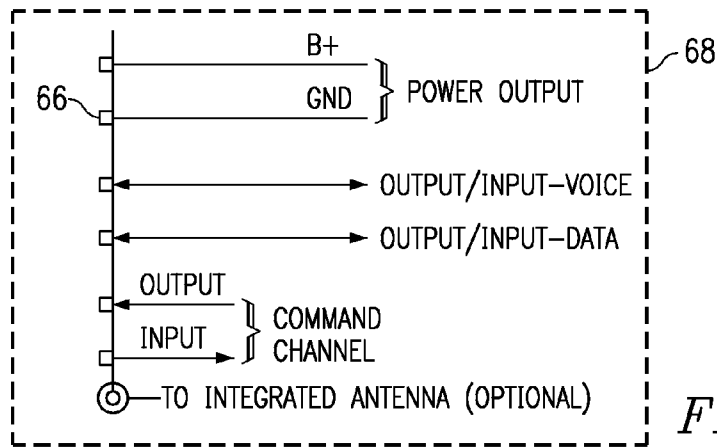 B+
68
66
GND
POWER OUTPUT
OUTPUT/INPUT-VOICE
OUTPUT/INPUT-DATA
OUTPUT
COMMAND
INPUT
CHANNEL
TO INTEGRATED ANTENNA (OPTIONAL)